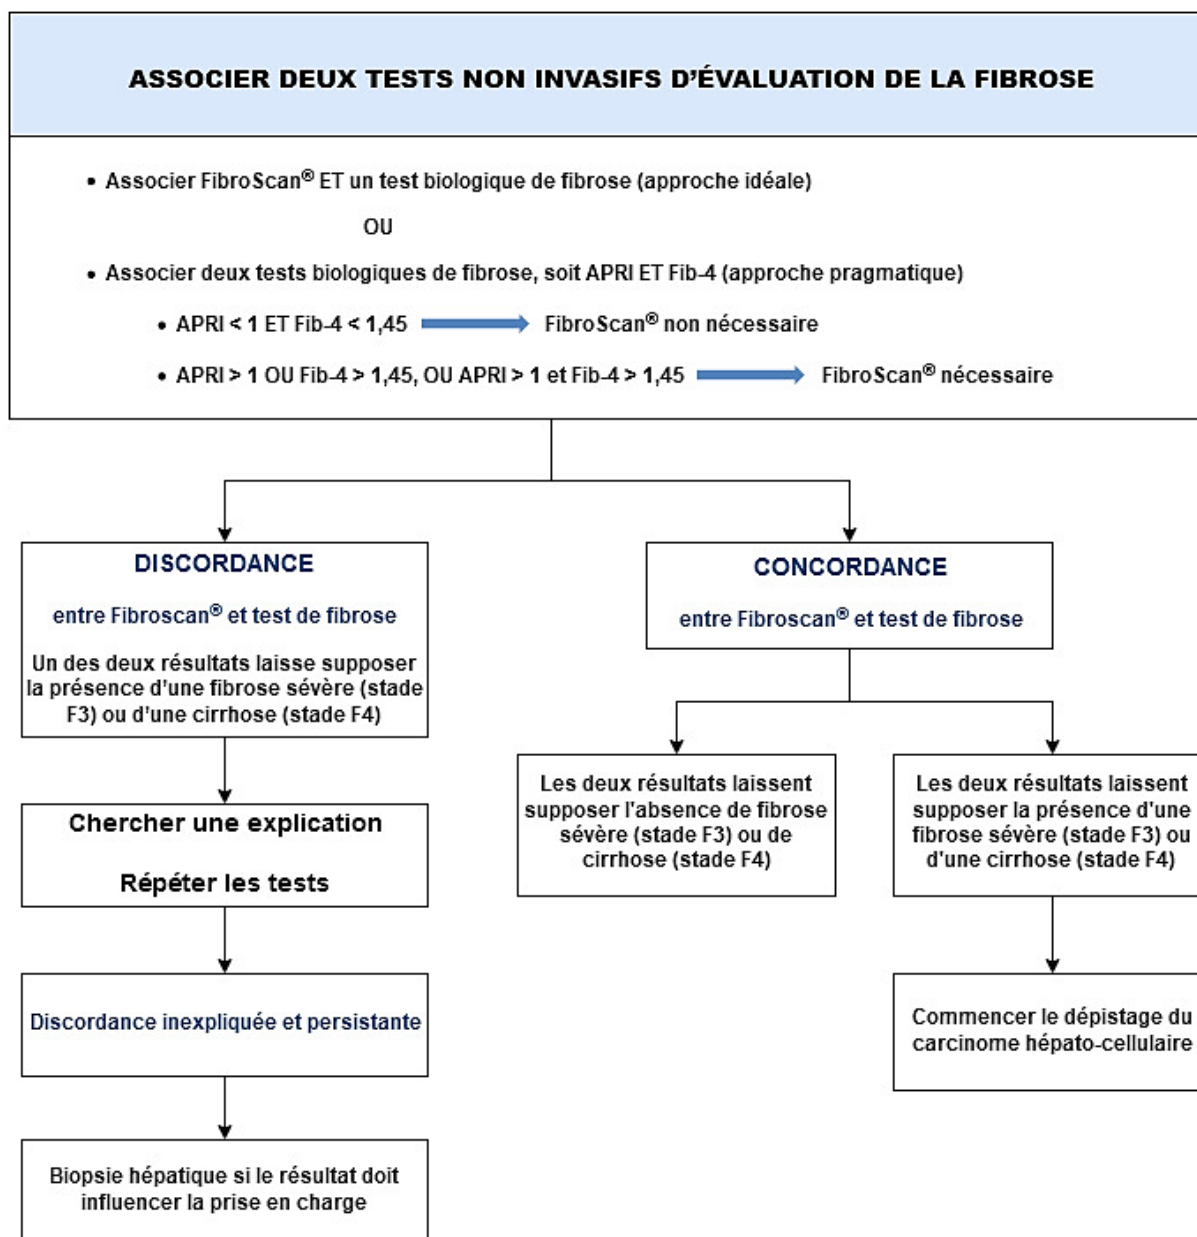 ASSOCIER DEUX TESTS NON INVASIFS D'ÉVALUATION DE LA FIBROSE
• Associer FibroScan® ET un test biologique de fibrose (approche idéale)
OU
• Associer deux tests biologiques de fibrose, soit APRI ET Fib-4 (approche pragmatique)
• APRI < 1 ET Fib-4 < 1,45 FibroScan® non nécessaire
• APRI > 1 OU Fib-4 > 1,45, OU APRI > 1 et Fib-4 > 1,45 FibroScan® nécessaire
DISCORDANCE
entre Fibroscan® et test de fibrose
Un des deux résultats laisse supposer
la présence d'une fibrose sévère (stade
F3) ou d'une cirrhose (stade F4)
Chercher une explication
Répéter les tests
Discordance inexpliquée et persistante
Biopsie hépatique si le résultat doit
influencer la prise en charge
CONCORDANCE
entre Fibroscan® et test de fibrose
Les deux résultats laissent
supposer l'absence de fibrose
sévère (stade F3) ou de
cirrhose (stade F4)
Les deux résultats laissent
supposer la présence d'une
fibrose sévère (stade F3) ou
d'une cirrhose (stade F4)
Commencer le dépistage du
carcinome hépato-cellulaire